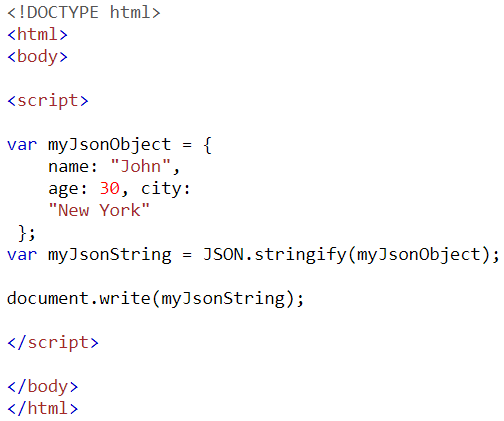 <!DOCTYPE html>
<html>
<body>
<script>
var myJsonObject = {
name: "John",
age: 30, city:
"New York"
};
var myJsonString = JSON.stringify(myJsonObject);
document.write(myJsonString);
</script>
</body>
</html>